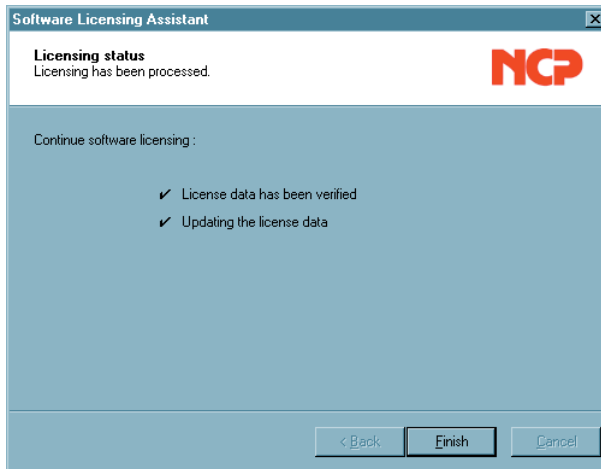 Software Licensing Assistant
Licensing status
Licensing has been processed.
NCP
Continue software licensing :
✔ License data has been verified
✔ Updating the license data
< Back
Finish
Cancel